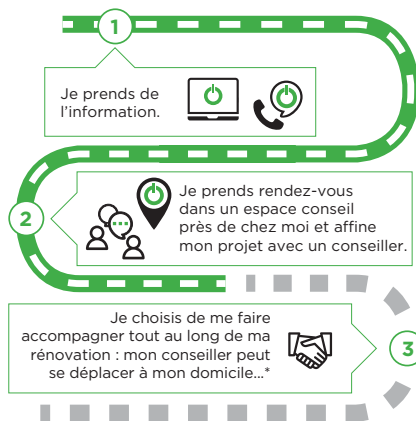 1
Je prends de
l’information.
2
Je prends rendez-vous
dans un espace conseil
près de chez moi et affine
mon projet avec un conseiller.
Je choisis de me faire
accompagner tout au long de ma
rénovation : mon conseiller peut
se déplacer à mon domicile...*
3